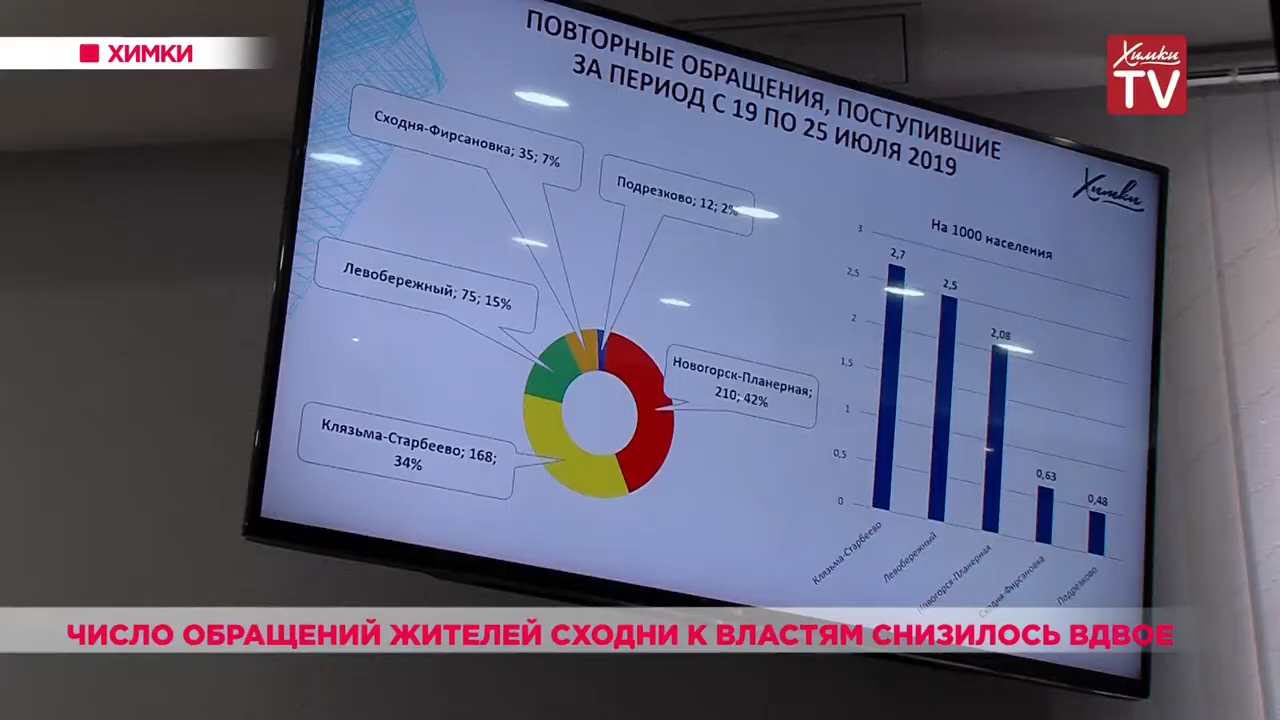 ХИМКИ
Химки
TV
ПОВТОРНЫЕ ОБРАЩЕНИЯ, ПОСТУПИВШИЕ
ЗА ПЕРИОД С 19 ПО 25 ИЮЛЯ 2019
Химки
Сходня-Фирсановка; 35; 7%
Подрезково; 12; 2%
Левобережный; 75; 15%
Новогорск-Планерная;
210; 42%
Клязьма-Старбеево; 168;
34%
На 1000 населения
3
2,5
2
1,5
1
0,5
0
2,7
2,5
2,08
0,63
0,48
Клязьма-Старбеево
Левобережный
Новогорск-Планерная
Сходня-Фирсановка
Подрезково
ЧИСЛО ОБРАЩЕНИЙ ЖИТЕЛЕЙ СХОДНИ К ВЛАСТЯМ СНИЗИЛОСЬ ВДВОЕ